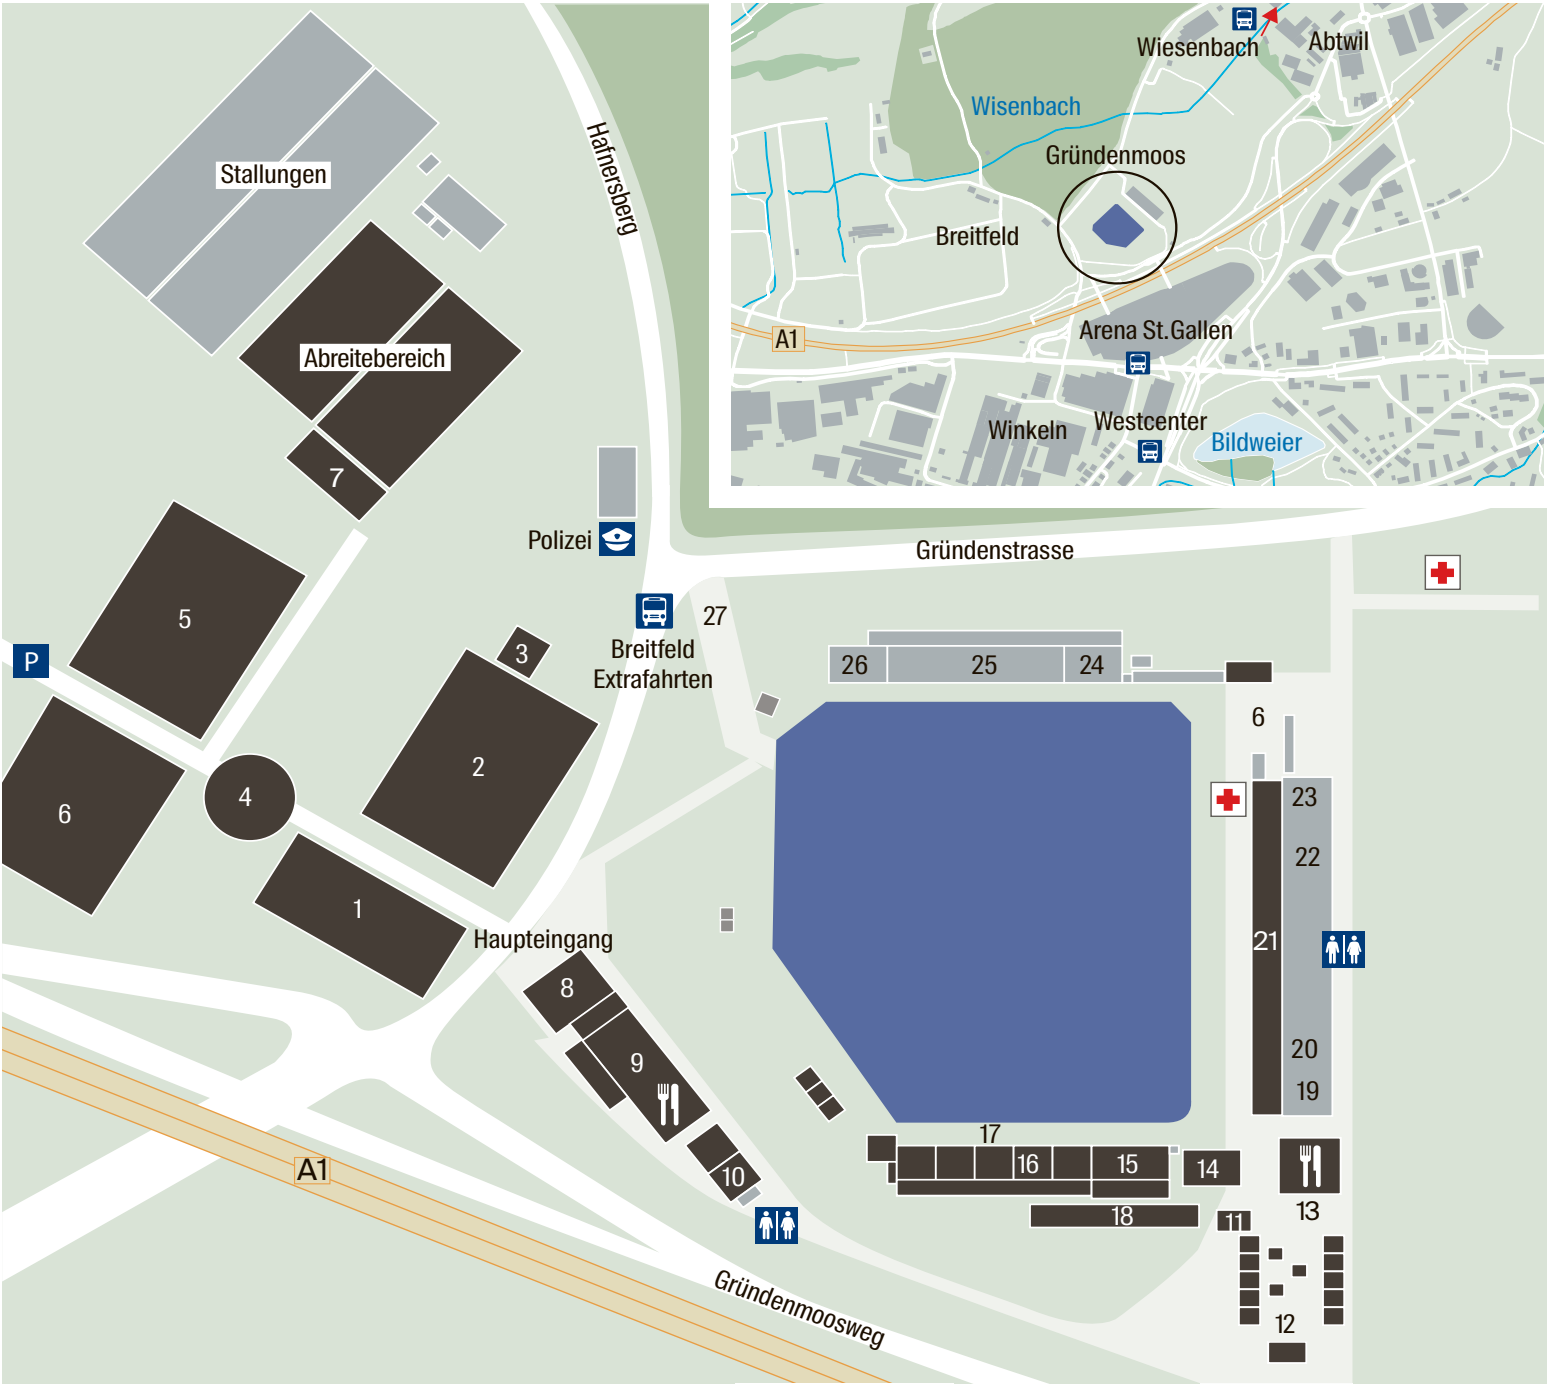 Stallungen
Abreitebereich
7
5
P
6
4
3
2
1
Hafnersberg
Polizei
Breitfeld
Extrafahrten
27
Haupteingang
8
9
10
A1
Gründenmoosweg
Wiesenbach
Abtwil
Wisenbach
Gründenmoos
Breitfeld
A1
Arena St.Gallen
Winkeln
Westcenter
Bildweier
Gründenstrasse
26
25
24
6
23
22
21
20
19
17
16
15
14
18
11
13
12